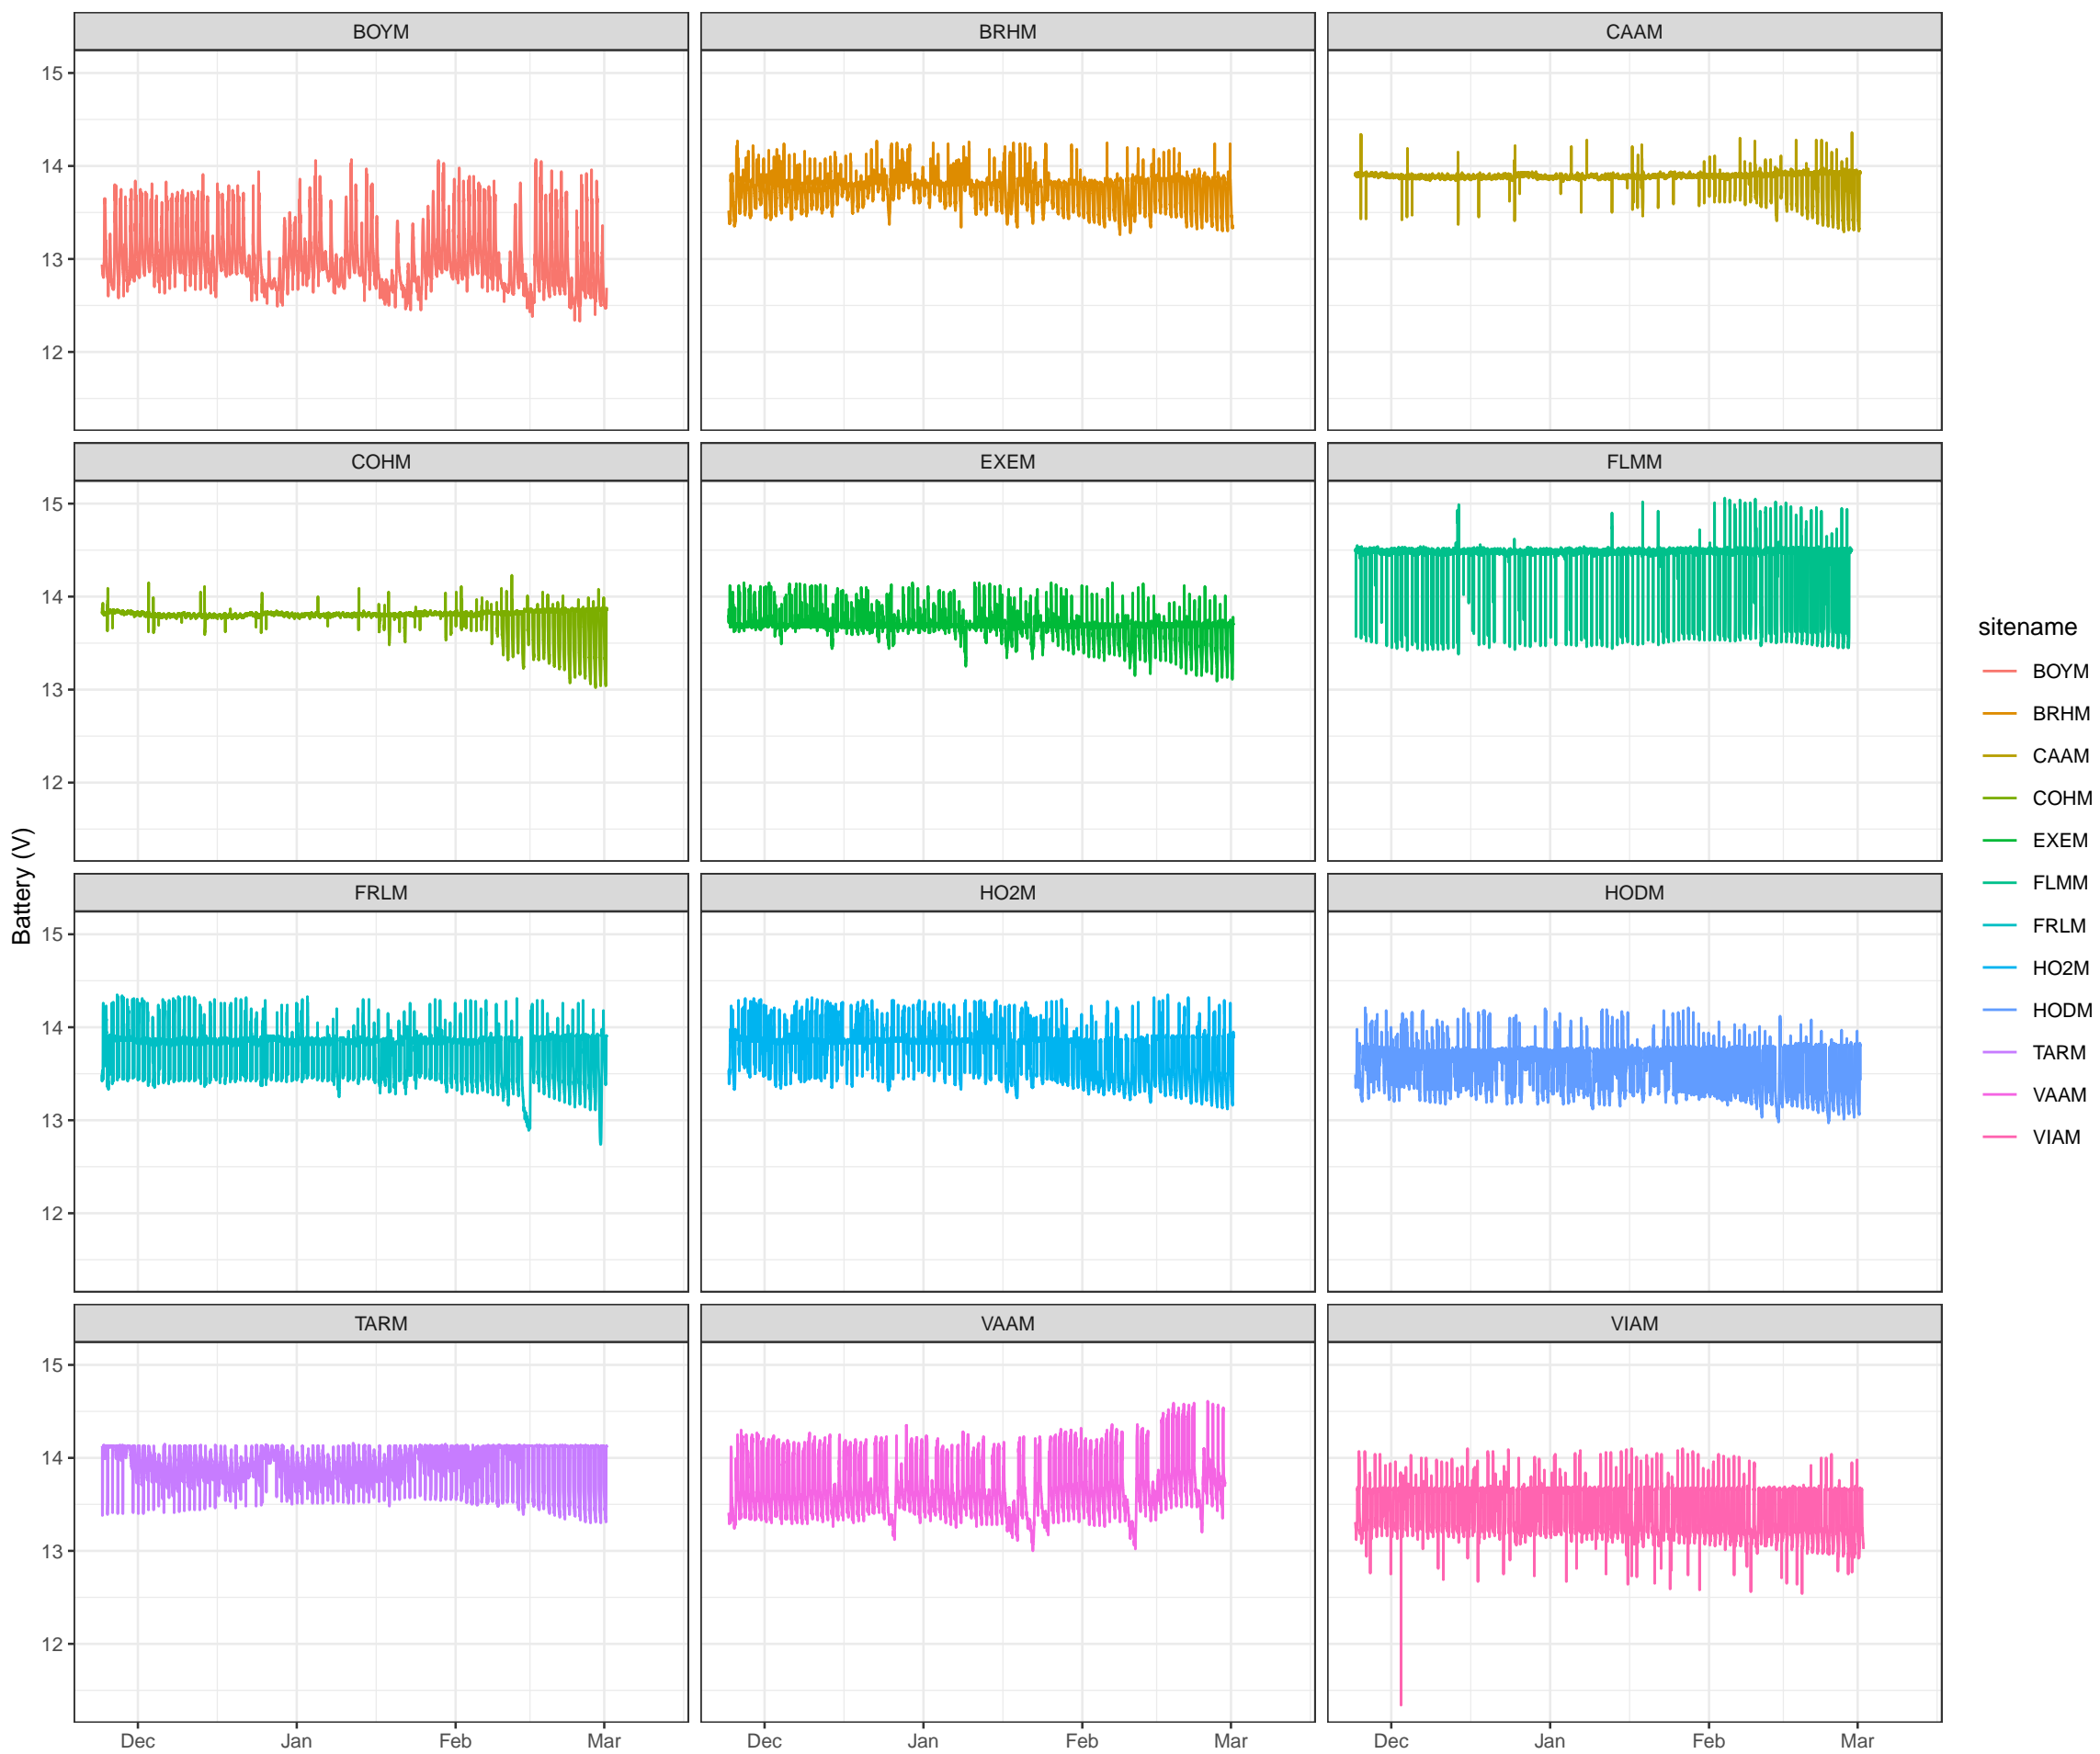 BOYM BRHM CAAM
15
14
13
12
COHM EXEM FLMM
15
14
13
12
FRLM HO2M HODM
15
14
13
12
TARM VAAM VIAM
15
14
13
12
Dec Jan Feb Mar Dec Jan Feb Mar Dec Jan Feb Mar
Battery (V)
sitename
BOYM
BRHM
CAAM
COHM
EXEM
FLMM
FRLM
HO2M
HODM
TARM
VAAM
VIAM